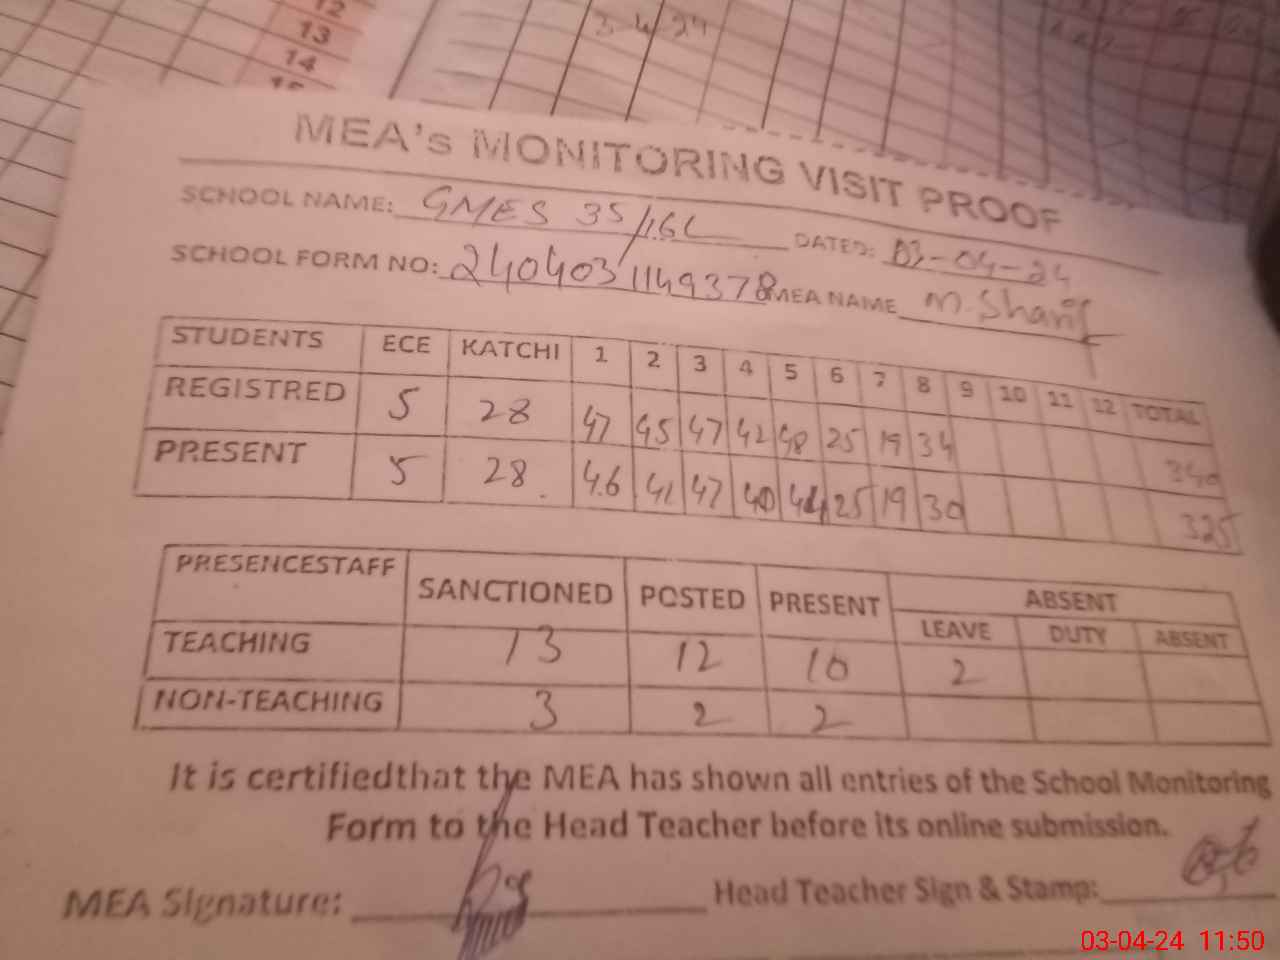 12
13
14
3-4-24
MEA's MONITORING VISIT PROOF
SCHOOL NAME: GMES 35/16L DATED: 03-04-24
SCHOOL FORM NO: 2404031149378 MEA NAME M. Sharif
STUDENTS ECE KATCHI 1 2 3 4 5 6 7 8 9 10 11 12 TOTAL
REGISTRED 5 28 47 45 47 42 48 25 19 34 340
PRESENT 5 28 46 41 47 40 44 25 19 30 325
PRESENCESTAFF SANCTIONED POSTED PRESENT ABSENT
LEAVE DUTY ABSENT
TEACHING 13 12 10 2
NON-TEACHING 3 2 2
It is certifiedthat the MEA has shown all entries of the School Monitoring
Form to the Head Teacher before its online submission.
MEA Signature: Head Teacher Sign & Stamp:
03-04-24 11:50